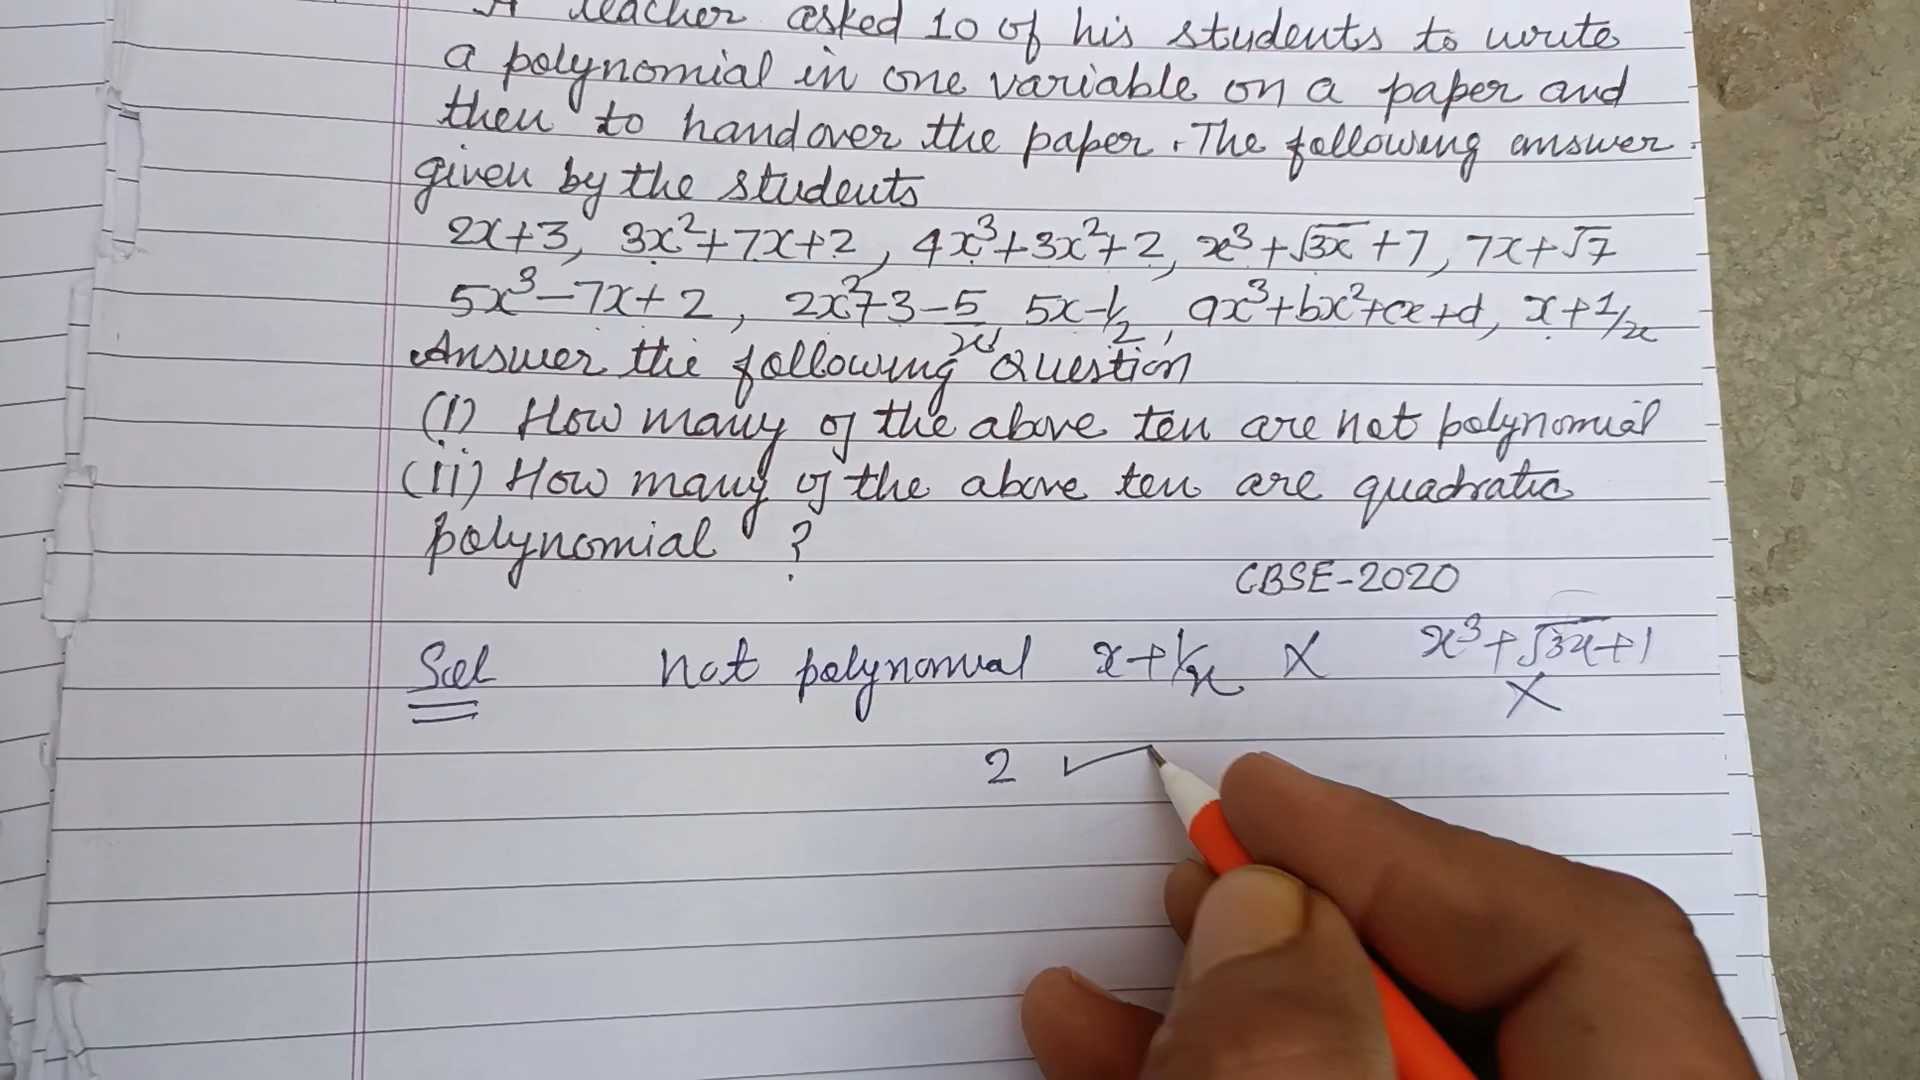 A teacher asked 10 of his students to write
a polynomial in one variable on a paper and
then to handover the paper. The following answer.
given by the students
2x+3, 3x²+7x+2, 4x³+3x²+2, x³+√3x+7, 7x+√7
5x³-7x+2, 2x²+3-5/x, 5x-1/2, ax³+bx²+cx+d, x+1/x
Answer the following Question
(I) How many of the above ten are not polynomial
(ii) How many of the above ten are quadratic
polynomial ?
CBSE-2020
Sol not polynomial x+1/x X x³+√3x+1
X
2 ✓